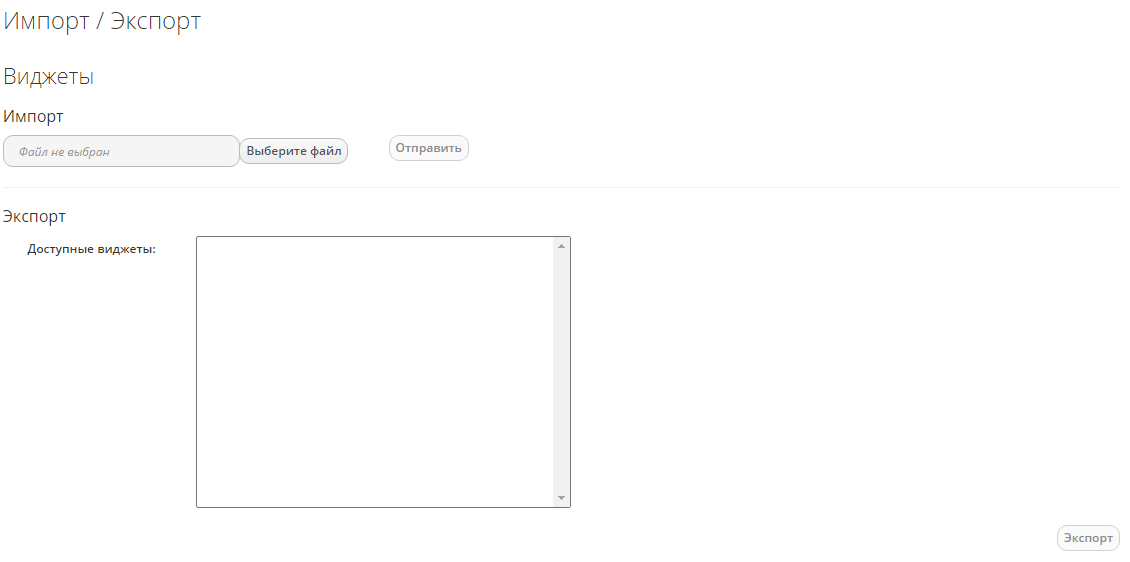 Импорт / Экспорт
Виджеты
Импорт
Файл не выбран
Выберите файл
Отправить
Экспорт
Доступные виджеты:
Экспорт